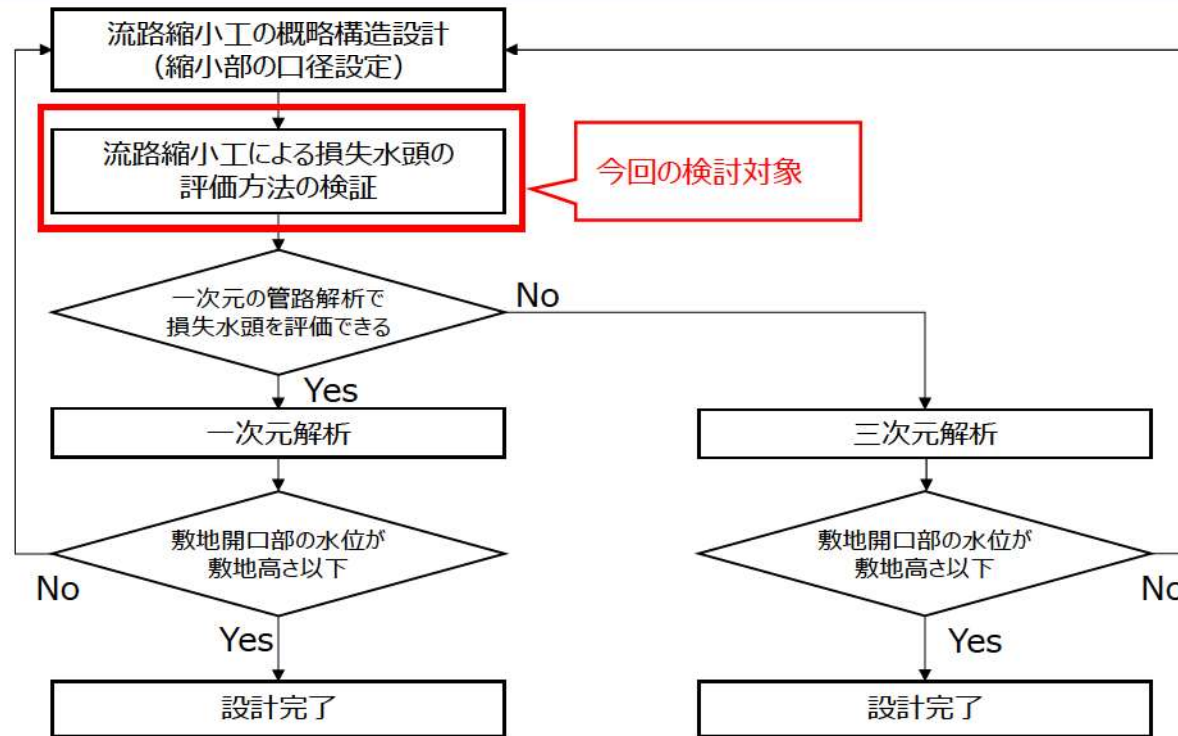 流路縮小工の概略構造設計
（縮小部の口径設定）
流路縮小工による損失水頭の
評価方法の検証
今回の検討対象
一次元の管路解析で
損失水頭を評価できる
No
Yes
一次元解析
三次元解析
敷地開口部の水位が
敷地高さ以下
敷地開口部の水位が
敷地高さ以下
No
No
Yes
Yes
設計完了
設計完了